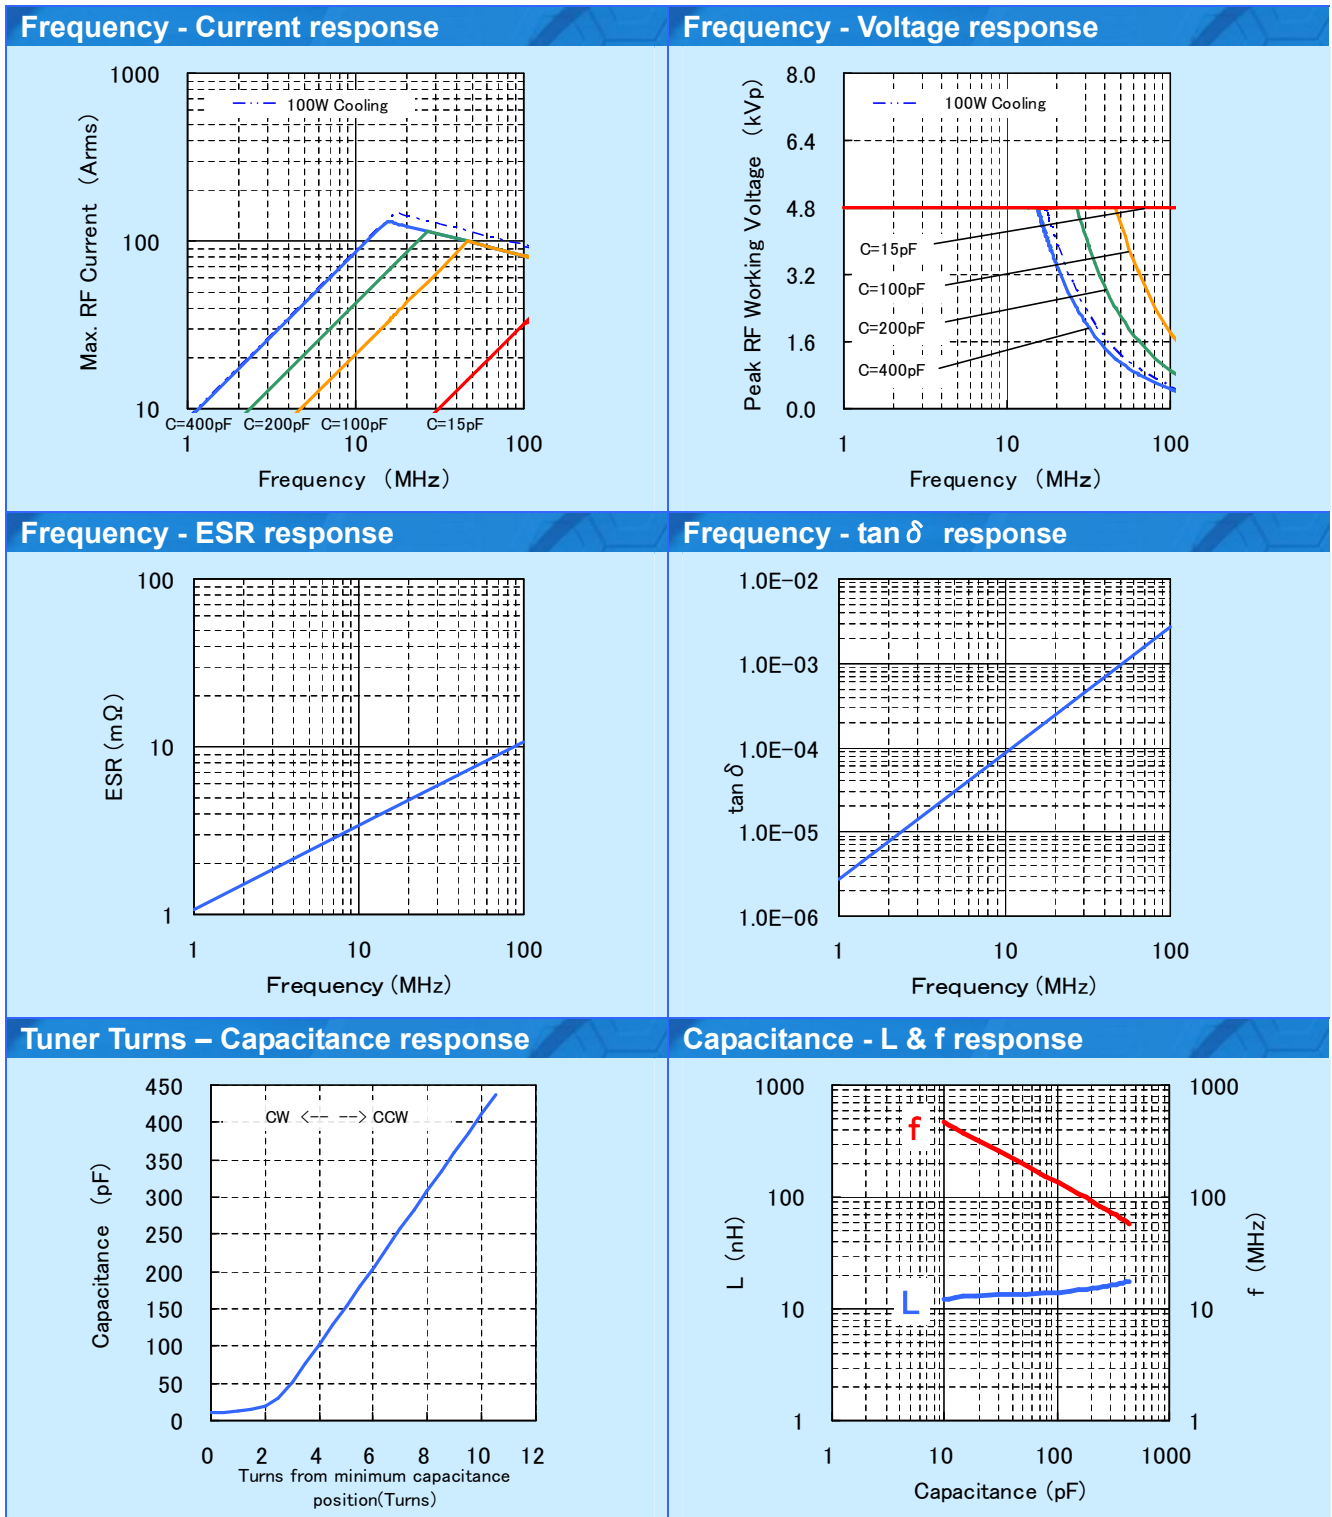 Frequency - Current response
1000
100
10
Max. RF Current (Arms)
100W Cooling
C=400pF C=200pF C=100pF C=15pF
1 10 100
Frequency (MHz)
Frequency - Voltage response
8.0
6.4
4.8
3.2
1.6
0.0
Peak RF Working Voltage (kVp)
100W Cooling
C=15pF
C=100pF
C=200pF
C=400pF
1 10 100
Frequency (MHz)
Frequency - ESR response
100
10
1
ESR (mΩ)
1 10 100
Frequency (MHz)
Frequency - tan δ response
1.0E-02
1.0E-03
1.0E-04
1.0E-05
1.0E-06
tan δ
1 10 100
Frequency (MHz)
Tuner Turns – Capacitance response
450
400
350
300
250
200
150
100
50
0
Capacitance (pF)
CW <-- --> CCW
0 2 4 6 8 10 12
Turns from minimum capacitance
position(Turns)
Capacitance - L & f response
1000
100
10
1
L (nH)
f
L
1000
100
10
1
f (MHz)
1 10 100 1000
Capacitance (pF)